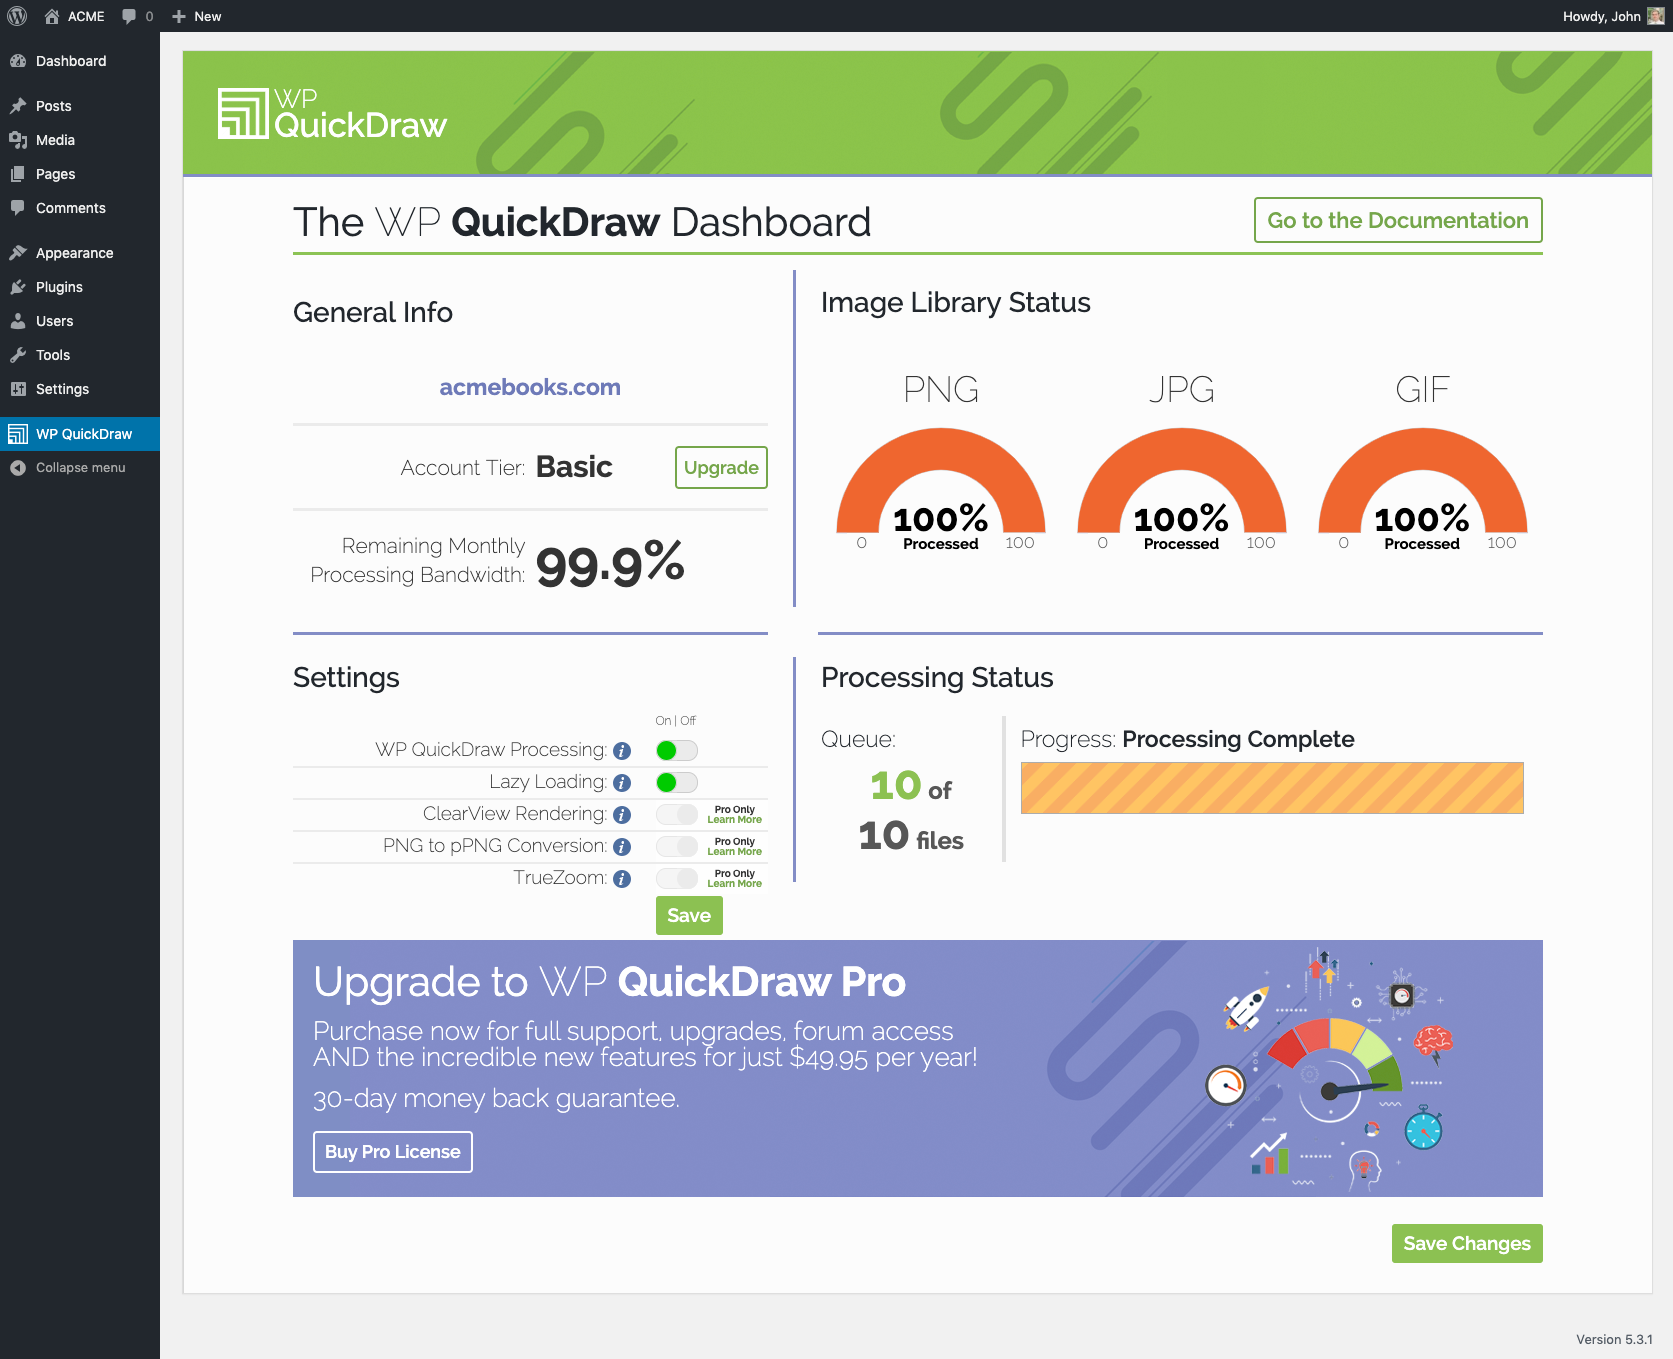 ACME
0
New
Howdy, John
Dashboard
Posts
Media
Pages
Comments
Appearance
Plugins
Users
Tools
Settings
WP QuickDraw
Collapse menu
WP
QuickDraw
The WP QuickDraw Dashboard
Go to the Documentation
General Info
acmebooks.com
Account Tier: Basic
Upgrade
Remaining Monthly
Processing Bandwidth: 99.9%
Image Library Status
PNG
100%
Processed
0
100
JPG
100%
Processed
0
100
GIF
100%
Processed
0
100
Settings
On | Off
WP QuickDraw Processing: i
Lazy Loading: i
ClearView Rendering: i
Pro Only
Learn More
PNG to pPNG Conversion: i
Pro Only
Learn More
TrueZoom: i
Pro Only
Learn More
Save
Processing Status
Queue:
10 of
10 files
Progress: Processing Complete
Upgrade to WP QuickDraw Pro
Purchase now for full support, upgrades, forum access
AND the incredible new features for just $49.95 per year!
30-day money back guarantee.
Buy Pro License
Save Changes
Version 5.3.1